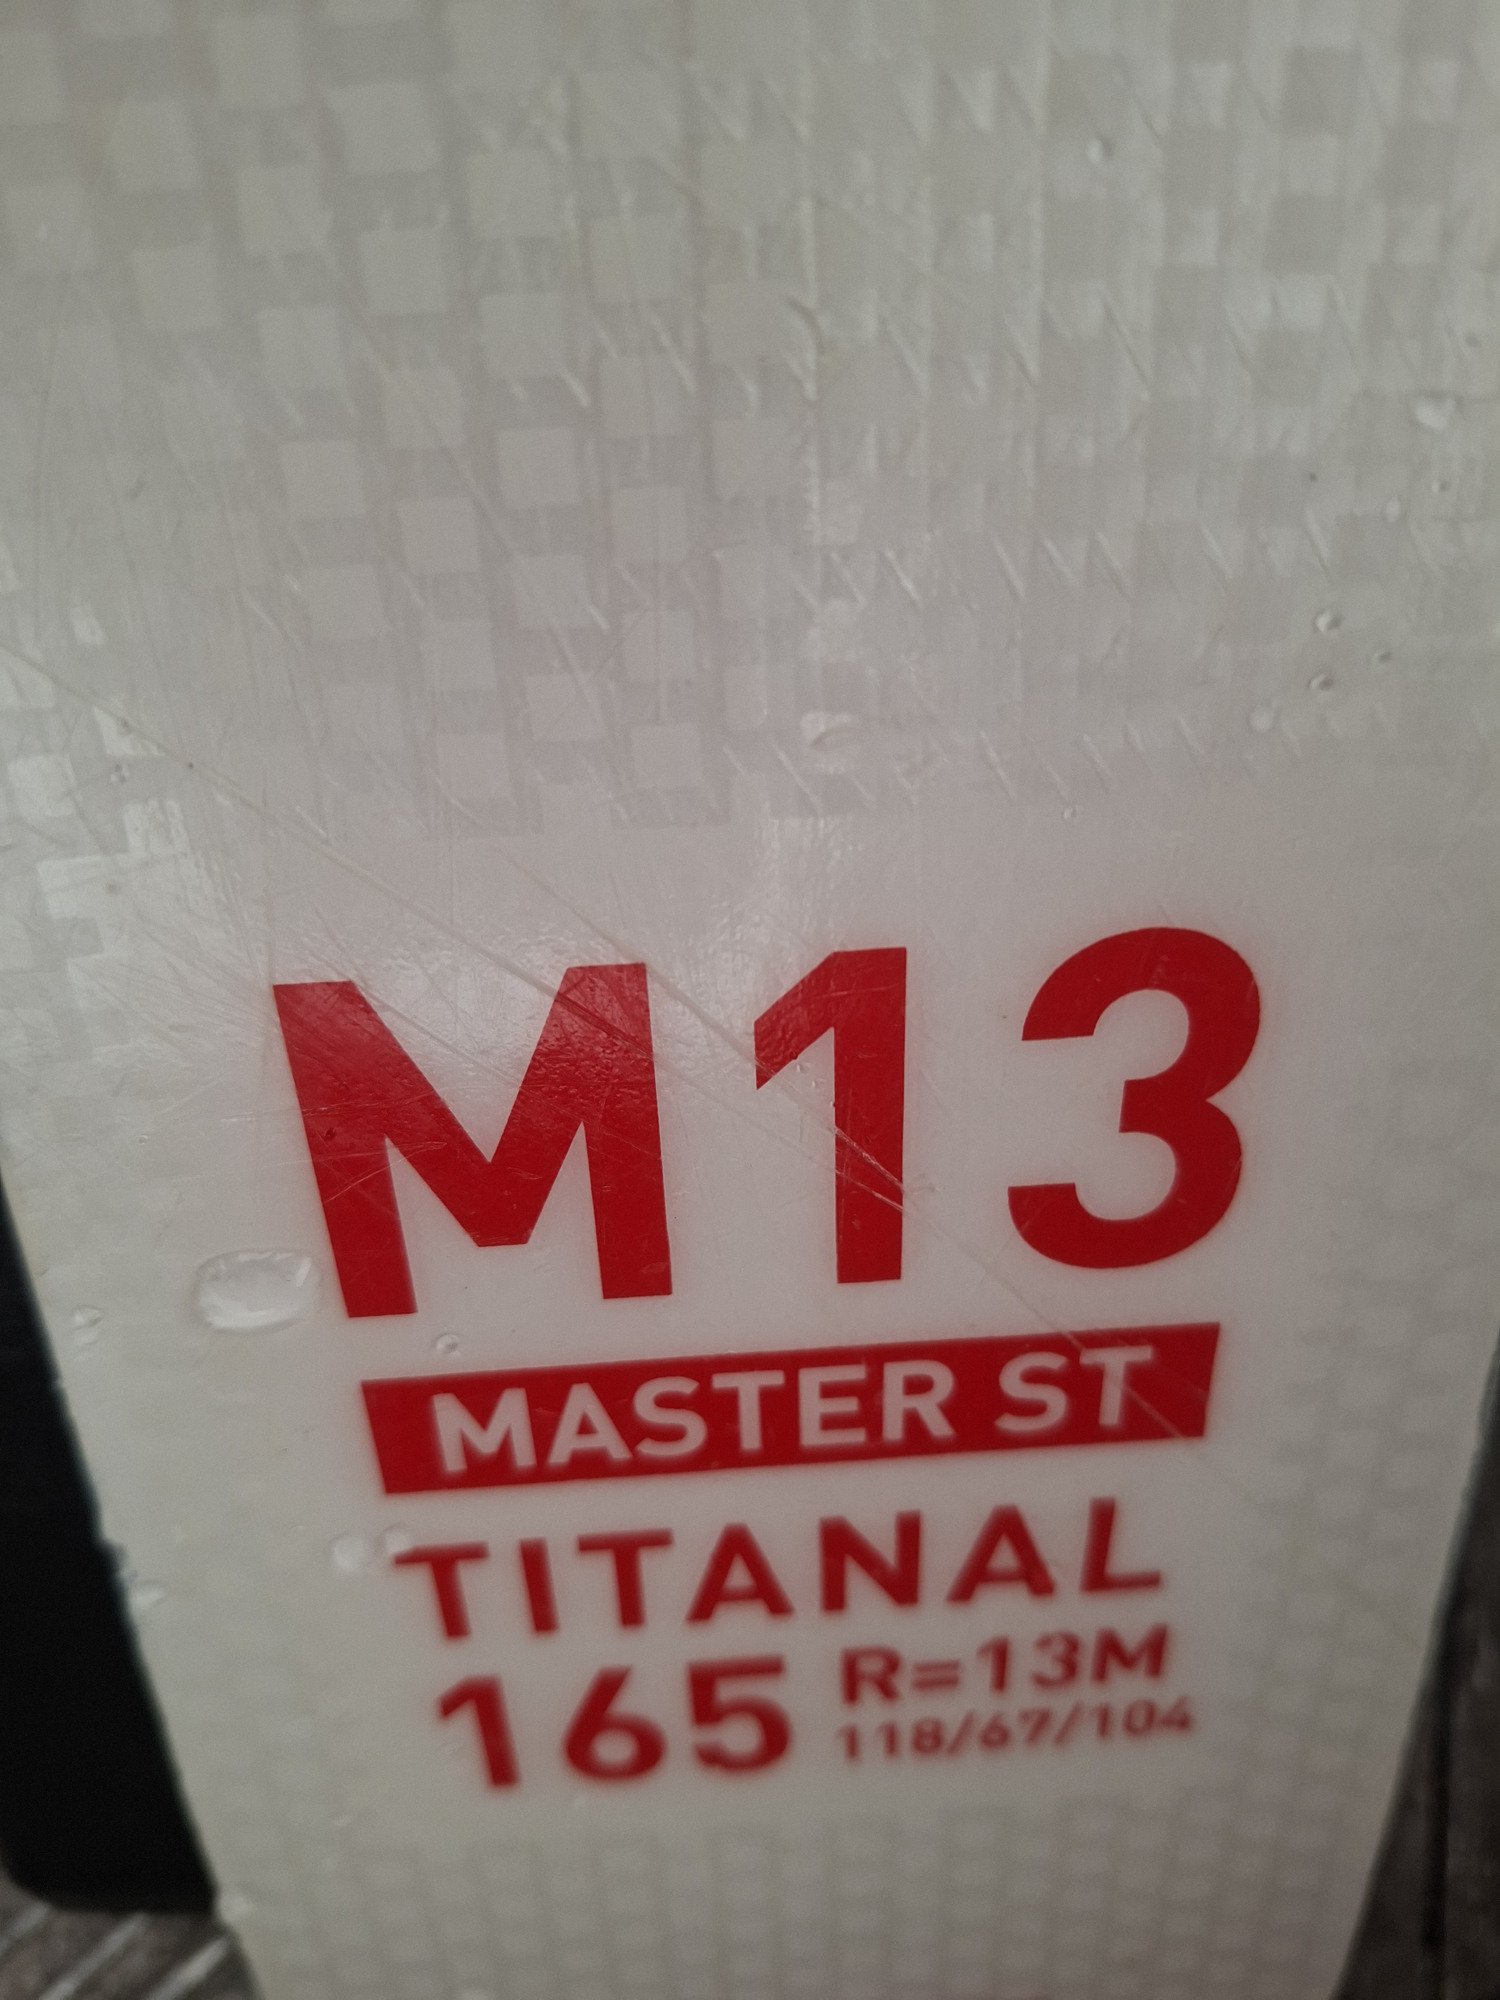 M13
MASTER ST
TITANAL
165 R=13M
118/67/104